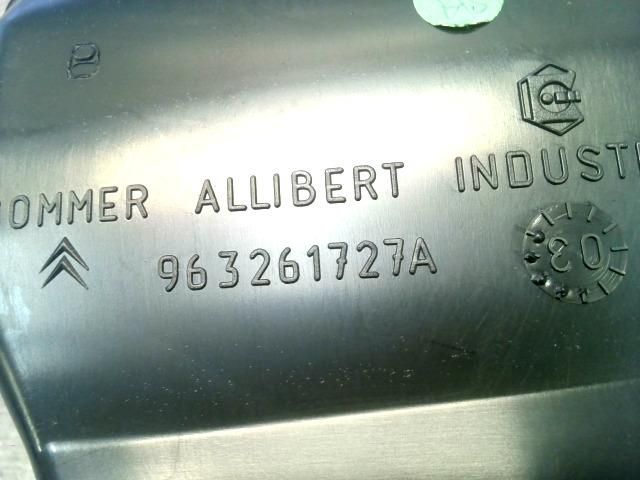 OMMER ALLIBERT INDUST
963261727A
03